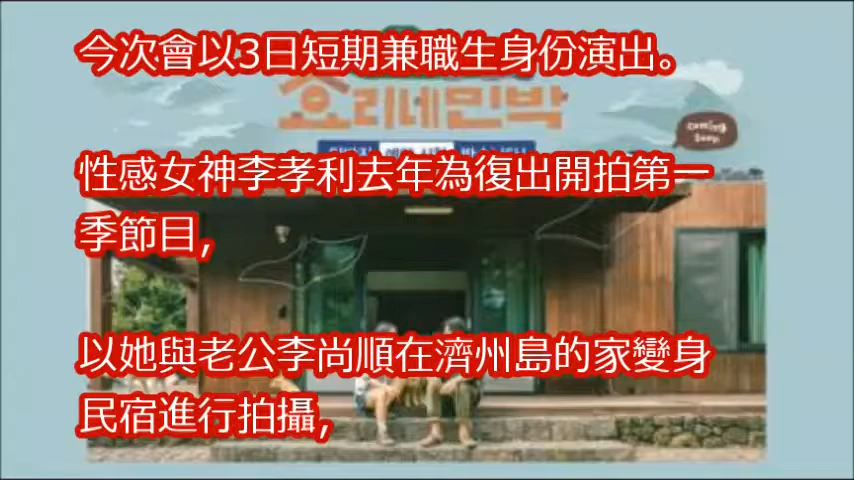 今次會以3日短期兼職生身份演出。
효리네민박
coming
soon
性感女神李孝利去年為復出開拍第一
季節目，
以她與老公李尚順在濟州島的家變身
民宿進行拍攝，